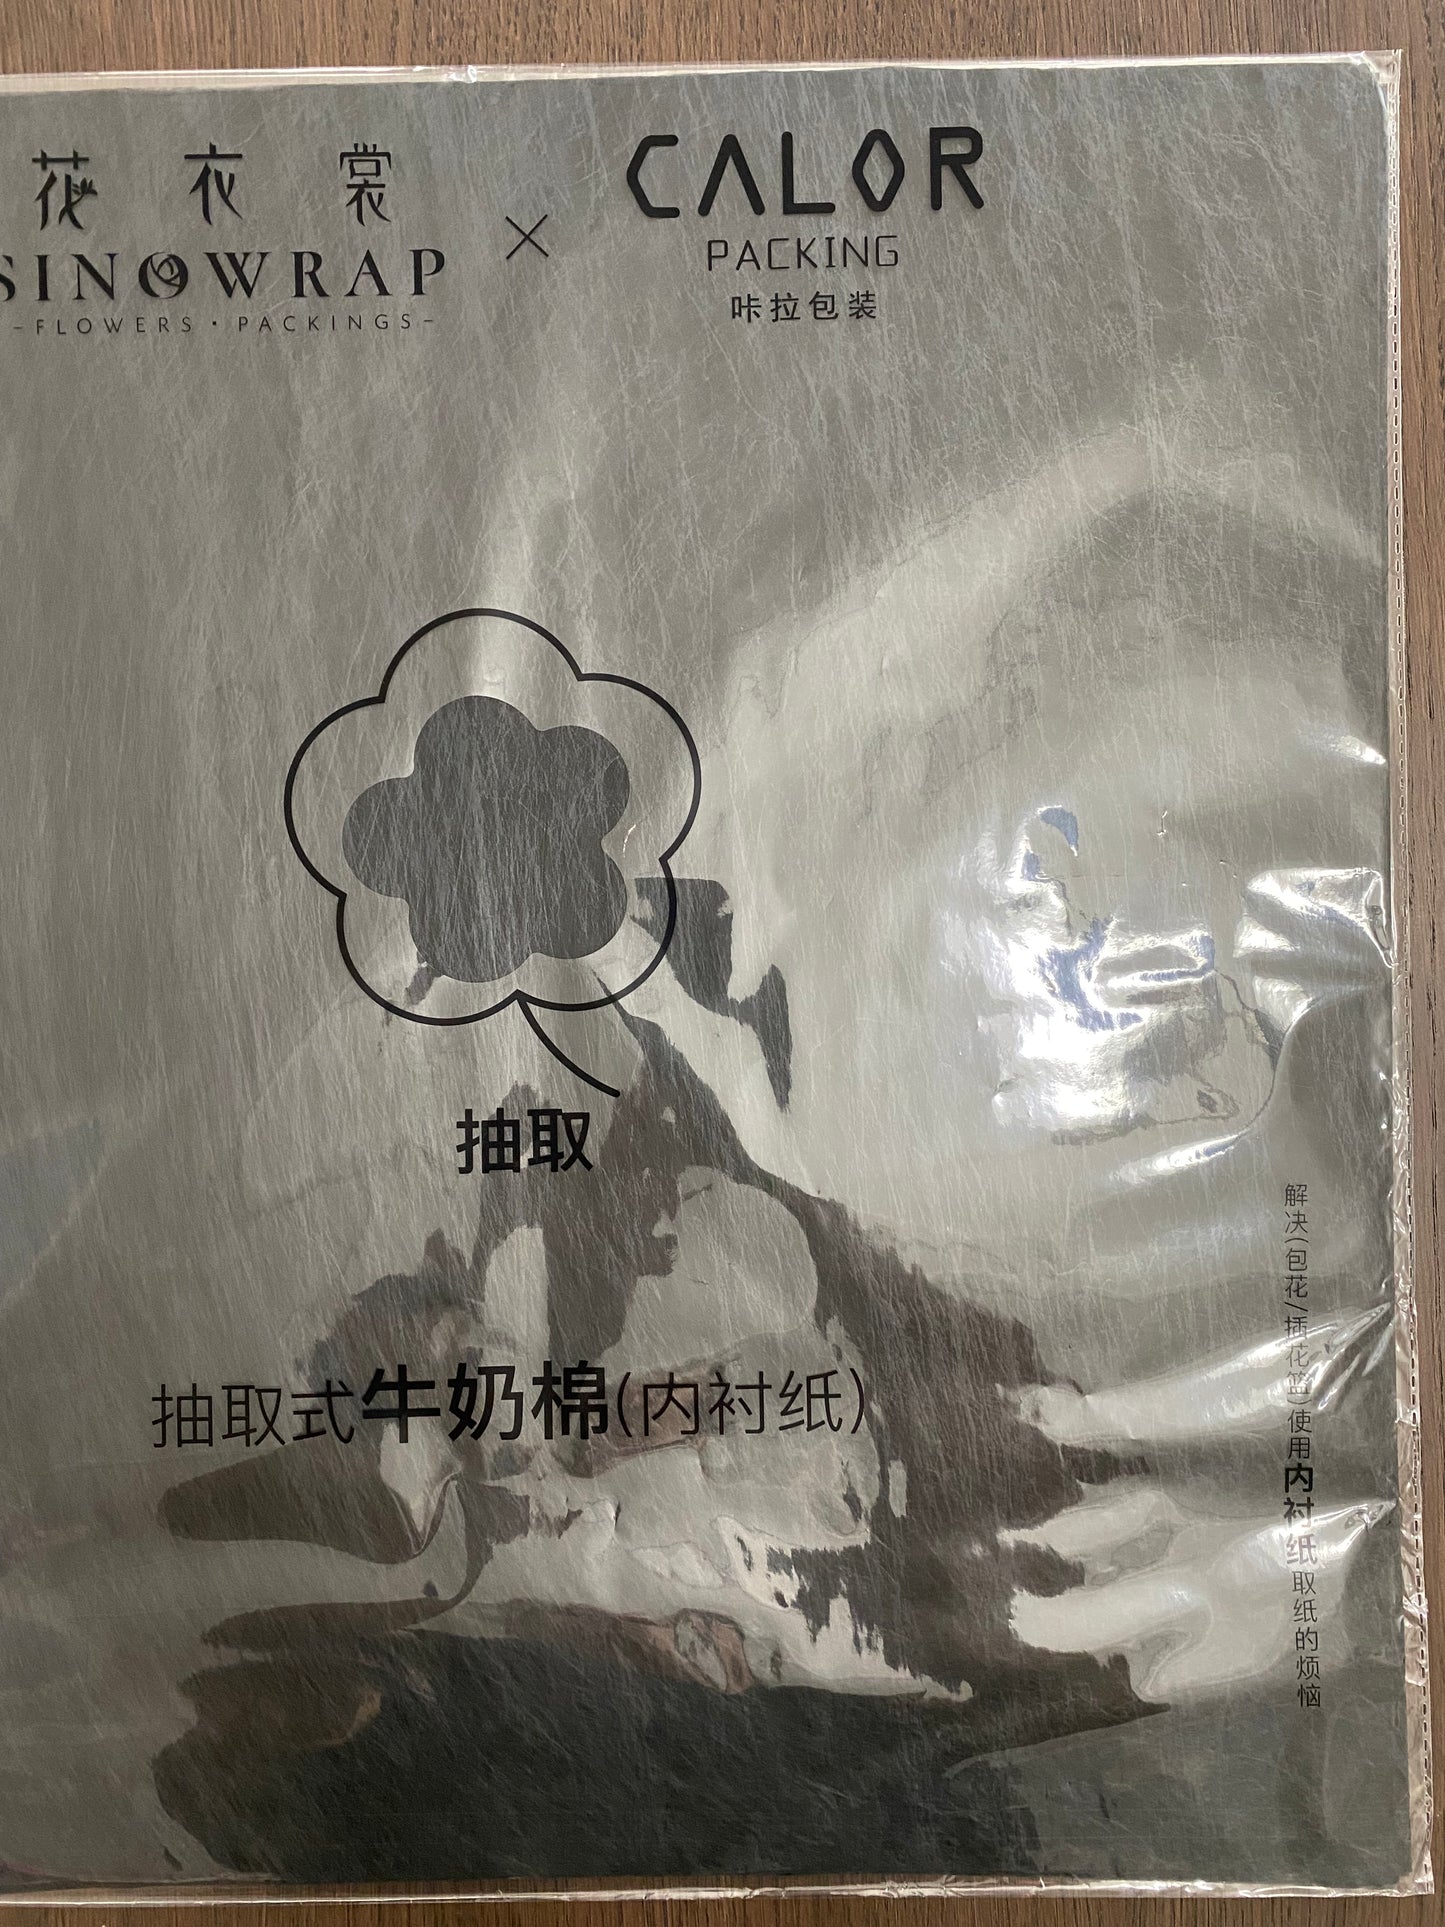 花衣裳
SINOWRAP
-FLOWERS·PACKINGS-
×
CALOR
PACKING
咔拉包装
抽取
抽取式牛奶棉(内衬纸)
解决(包花/插花篮)使用内衬纸取纸的烦恼